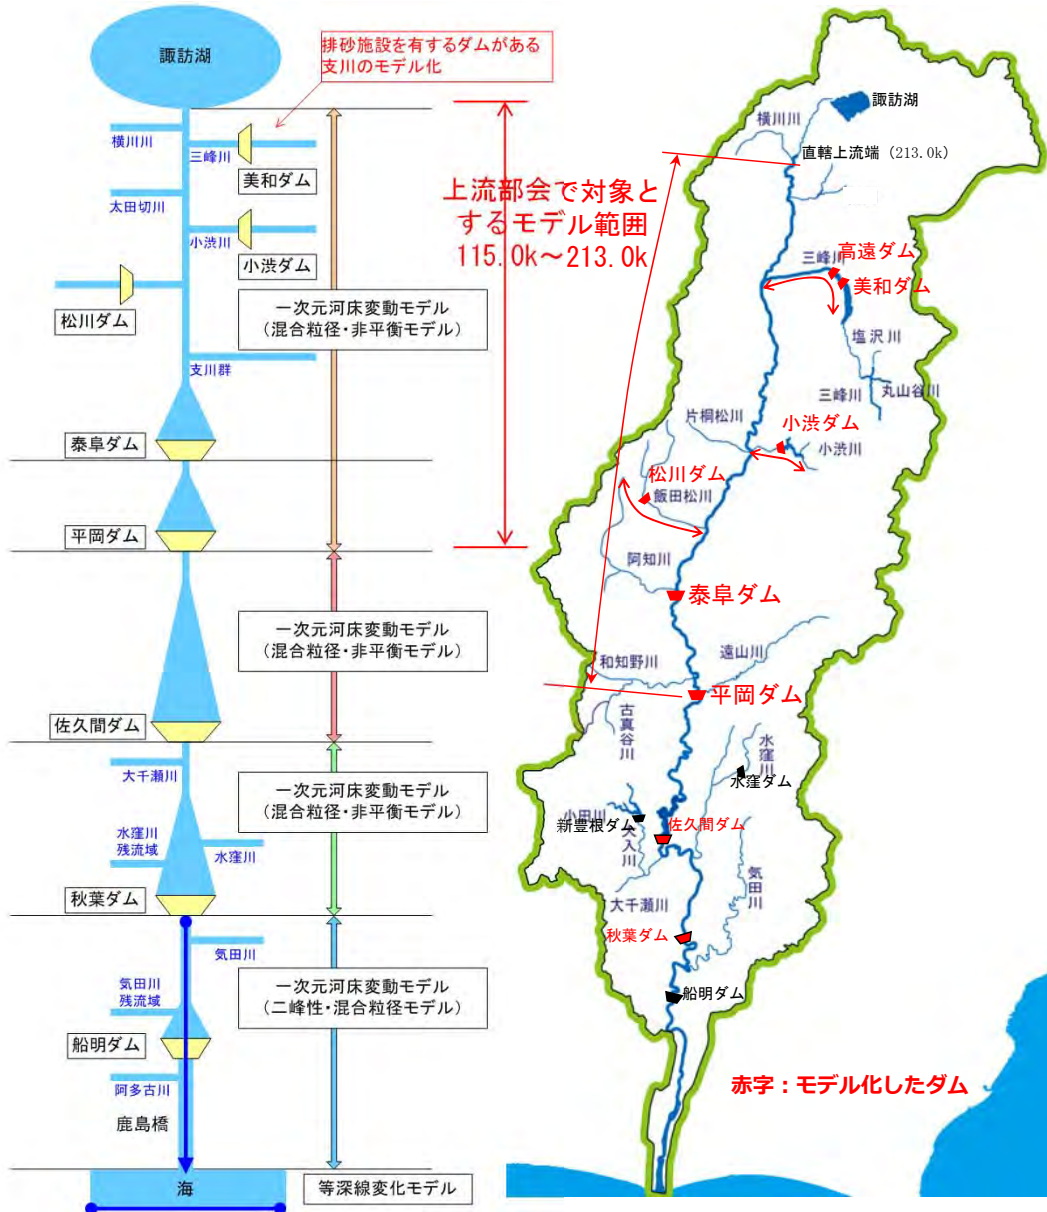 諏訪湖
排砂施設を有するダムがある
支川のモデル化
横川川
三峰川
美和ダム
太田切川
小渋川
小渋ダム
松川ダム
一次元河床変動モデル
(混合粒径・非平衡モデル)
支川群
泰阜ダム
平岡ダム
上流部会で対象と
するモデル範囲
115.0k～213.0k
一次元河床変動モデル
(混合粒径・非平衡モデル)
佐久間ダム
大千瀬川
一次元河床変動モデル
(混合粒径・非平衡モデル)
水窪川
残流域
水窪川
秋葉ダム
気田川
気田川
残流域
一次元河床変動モデル
(二峰性・混合粒径モデル)
船明ダム
阿多古川
鹿島橋
海
等深線変化モデル
諏訪湖
横川川
直轄上流端（213.0k）
三峰川
高遠ダム
美和ダム
塩沢川
三峰川
丸山谷川
片桐松川
小渋ダム
小渋川
松川ダム
飯田松川
阿知川
泰阜ダム
和知野川
遠山川
平岡ダム
古真谷川
水窪川
水窪ダム
小田川
新豊根ダム
大入川
佐久間ダム
気田川
大千瀬川
秋葉ダム
船明ダム
赤字：モデル化したダム